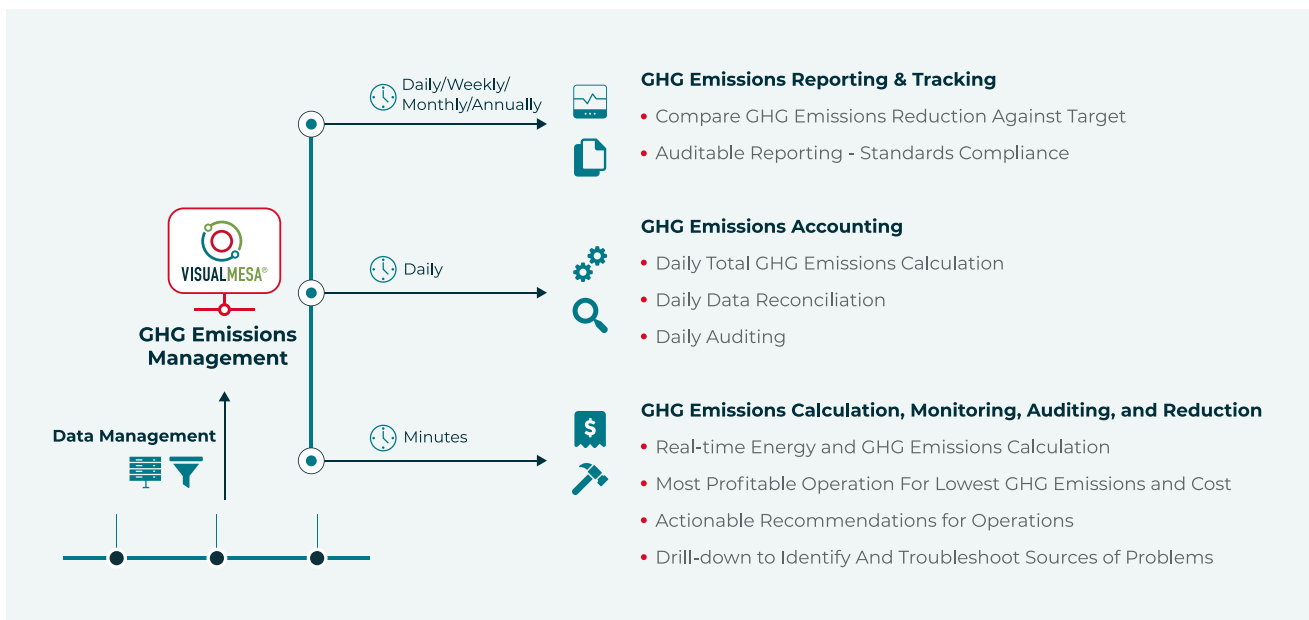 Daily/Weekly/
Monthly/Annually
GHG Emissions Reporting & Tracking
• Compare GHG Emissions Reduction Against Target
• Auditable Reporting - Standards Compliance
VISUALMESA®
GHG Emissions
Management
Daily
GHG Emissions Accounting
• Daily Total GHG Emissions Calculation
• Daily Data Reconciliation
• Daily Auditing
Data Management
Minutes
$
GHG Emissions Calculation, Monitoring, Auditing, and Reduction
• Real-time Energy and GHG Emissions Calculation
• Most Profitable Operation For Lowest GHG Emissions and Cost
• Actionable Recommendations for Operations
• Drill-down to Identify And Troubleshoot Sources of Problems